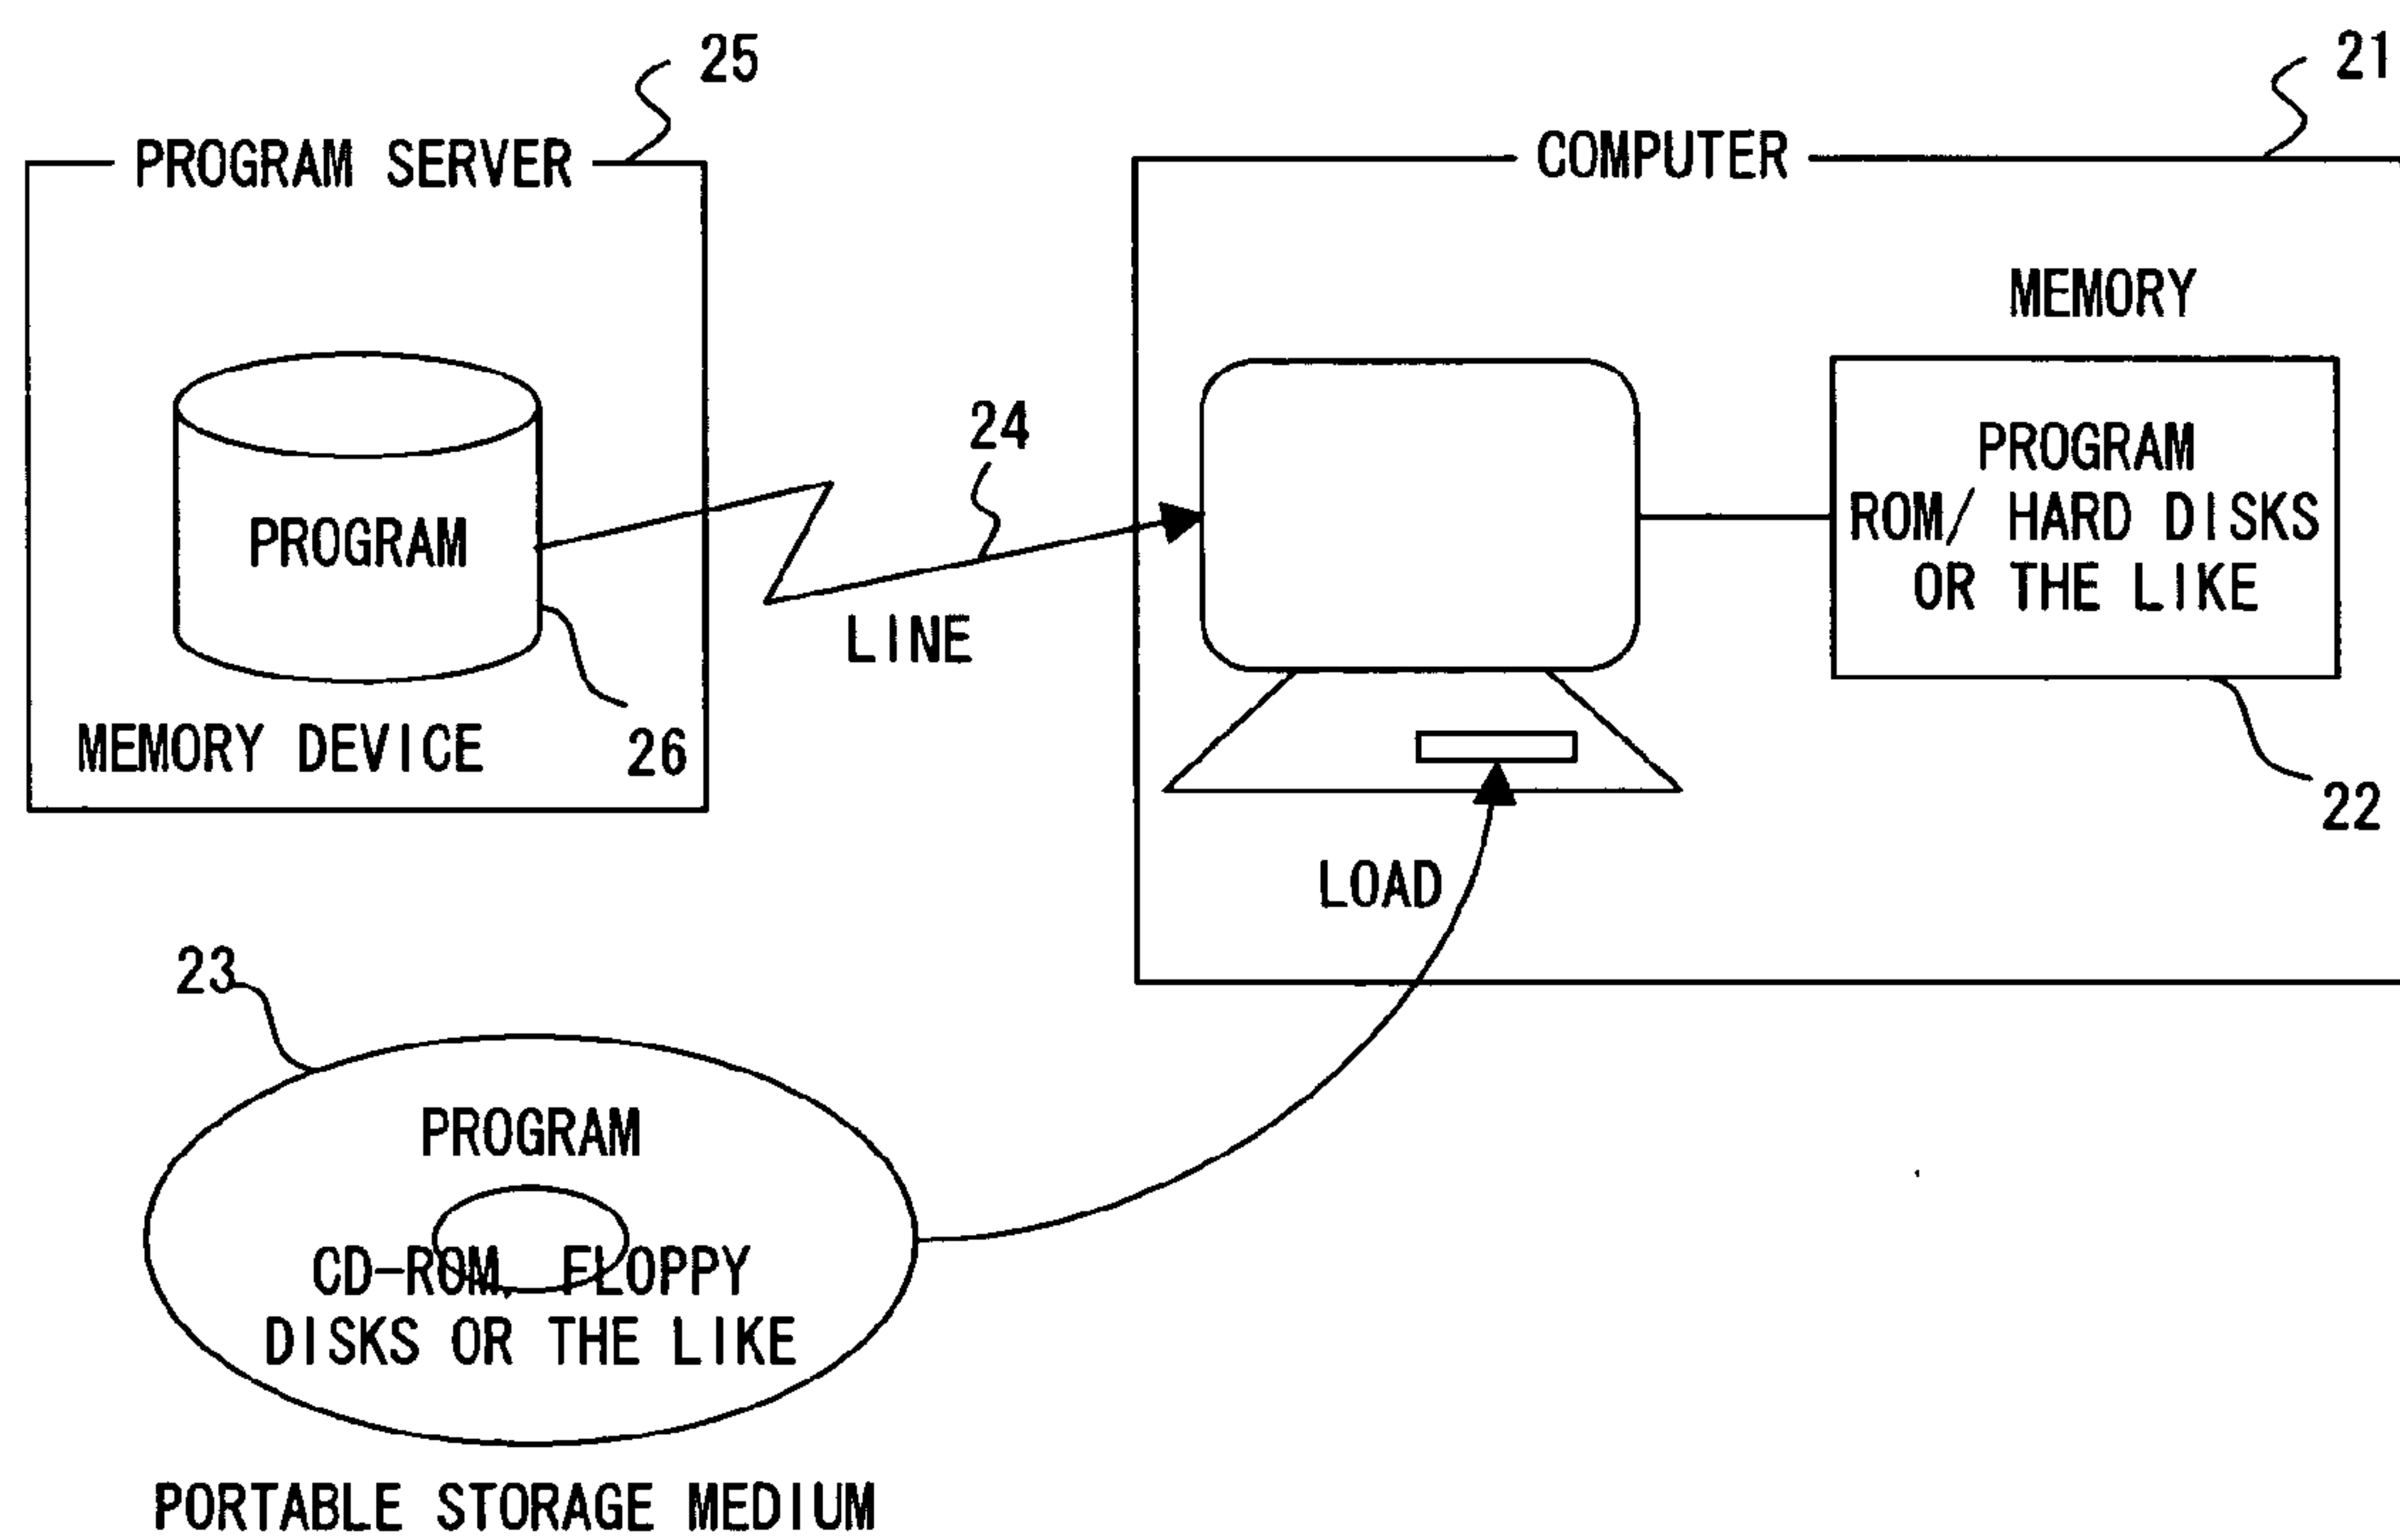 25
21
PROGRAM SERVER
COMPUTER
MEMORY
24
PROGRAM
ROM/ HARD DISKS
OR THE LIKE
PROGRAM
LINE
MEMORY DEVICE
26
22
LOAD
23
PROGRAM
CD-ROM, FLOPPY
DISKS OR THE LIKE
PORTABLE STORAGE MEDIUM